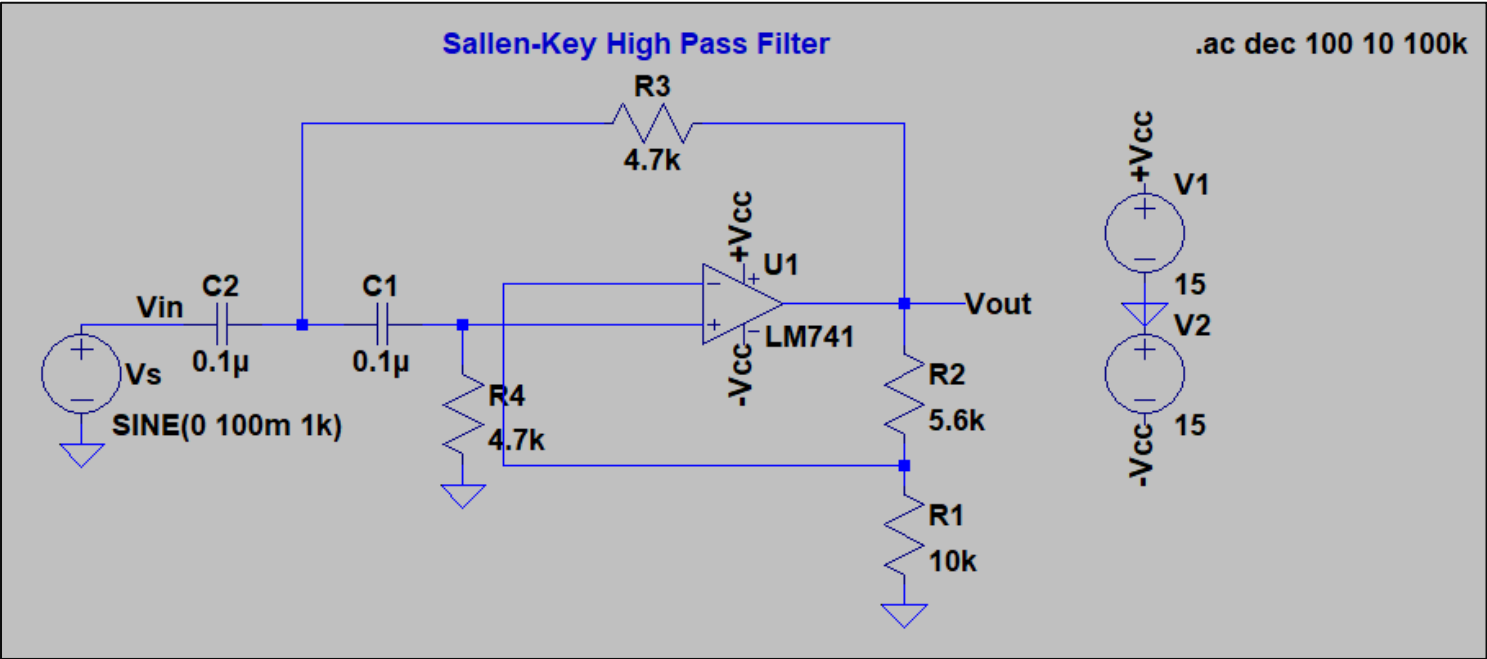 Sallen-Key High Pass Filter
.ac dec 100 10 100k
R3
4.7k
+Vcc
V1
15
+Vcc
U1
Vin
C2
0.1µ
C1
0.1µ
Vout
LM741
-Vcc
V2
15
-Vcc
Vs
SINE(0 100m 1k)
R4
4.7k
R2
5.6k
R1
10k